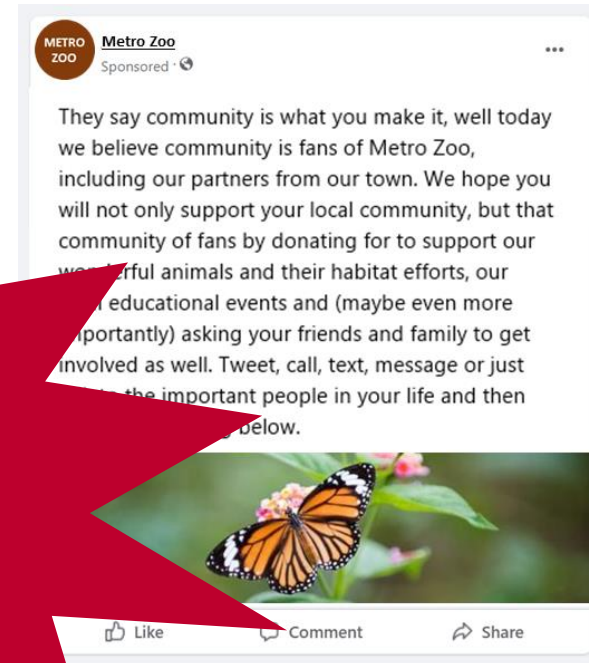 METRO
ZOO
Metro Zoo
Sponsored ·
They say community is what you make it, well today
we believe community is fans of Metro Zoo,
including our partners from our town. We hope you
will not only support your local community, but that
community of fans by donating for to support our
animals and their habitat efforts, our
educational events and (maybe even more
asking your friends and family to get
involved as well. Tweet, call, text, message or just
the important people in your life and then
below.
Like
Comment
Share